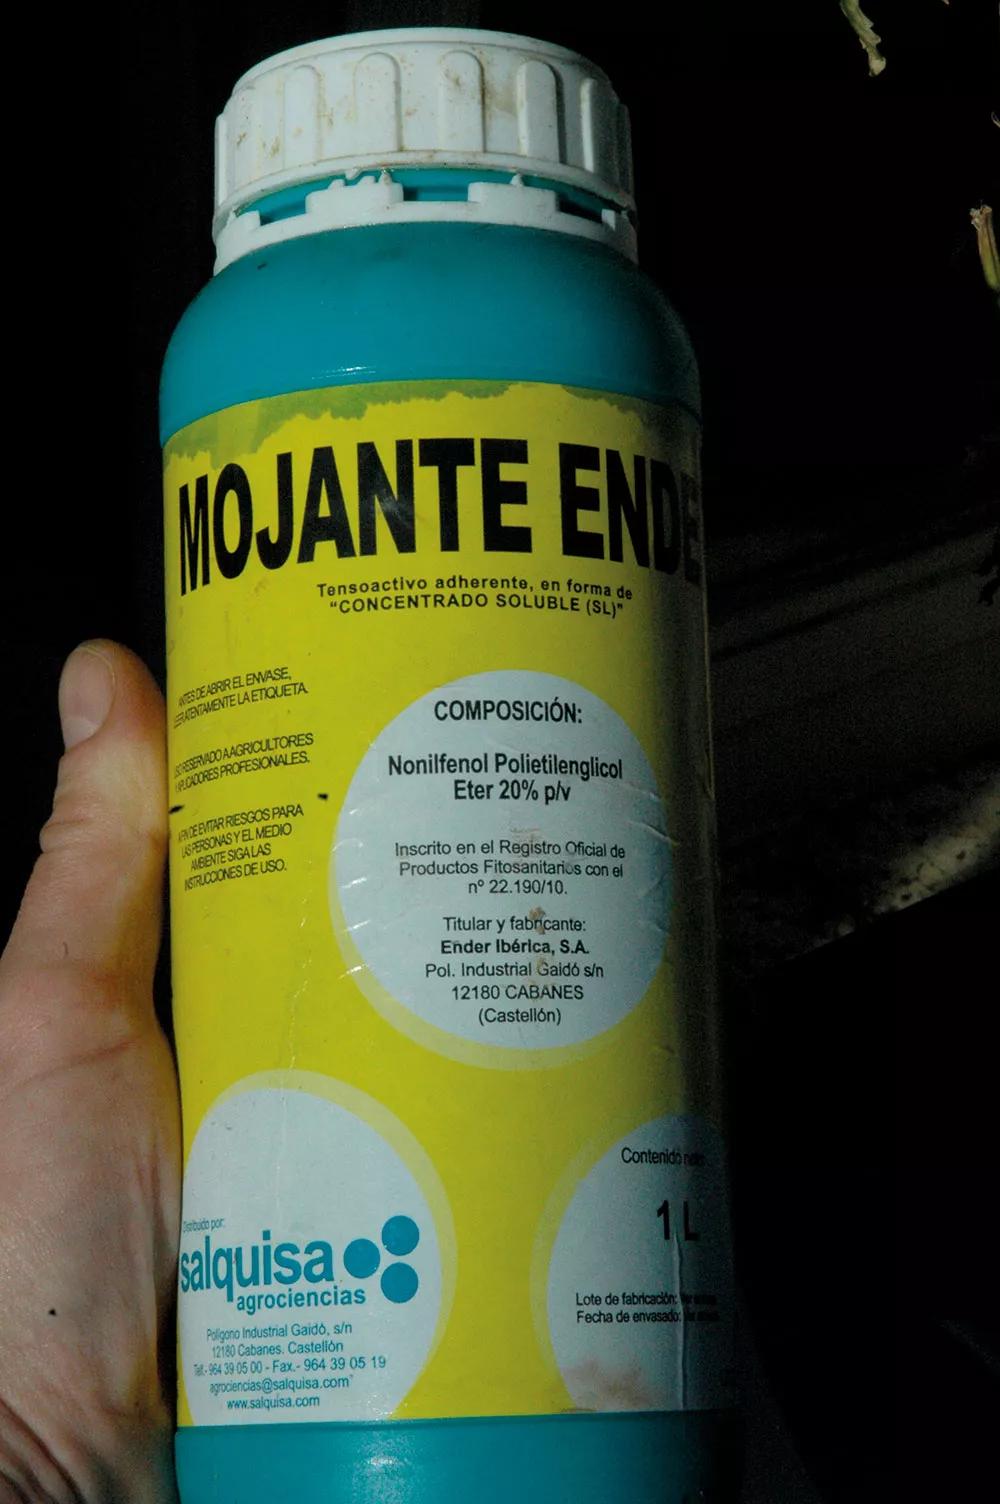 MOJANTE ENDE
Tensoactivo adherente, en forma de
"CONCENTRADO SOLUBLE (SL)"
ANTES DE ABRIR EL ENVASE,
LEER ATENTAMENTE LA ETIQUETA.
USO RESERVADO A AGRICULTORES
Y APLICADORES PROFESIONALES.
A FIN DE EVITAR RIESGOS PARA
LAS PERSONAS Y EL MEDIO
AMBIENTE SIGA LAS
INSTRUCCIONES DE USO.
COMPOSICIÓN:
Nonilfenol Polietilenglicol
Eter 20% p/v
Inscrito en el Registro Oficial de
Productos Fitosanitarios con el
nº 22.190/10.
Titular y fabricante:
Ender Ibérica, S.A.
Pol. Industrial Gaidó s/n
12180 CABANES
(Castellón)
Distribuido por:
salquisa
agrociencias
Polígono Industrial Gaidó, s/n
12180 Cabanes. Castellón
Telf.- 964 39 05 00 - Fax.- 964 39 05 19
agrociencias@salquisa.com
www.salquisa.com
Contenido
1 L
Lote de fabricación:
Fecha de envasado: